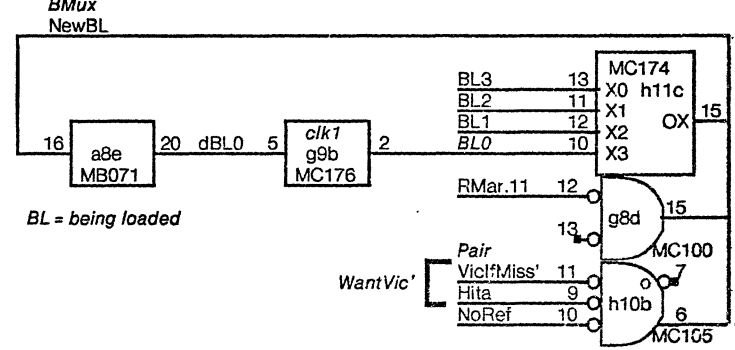 BMux
NewBL
MC174
BL3 13 X0 h11c
BL2 11 X1
BL1 12 X2 OX 15
BL0 10 X3
16 a8e 20 dBL0 5 clk1 2
MB071 g9b
MC176
BL = being loaded
RMar.11 12 g8d 15
13
MC100
Pair
WantVic' VicIfMiss' 11 o 7
Hita 9 h10b
NoRef 10 6
MC105